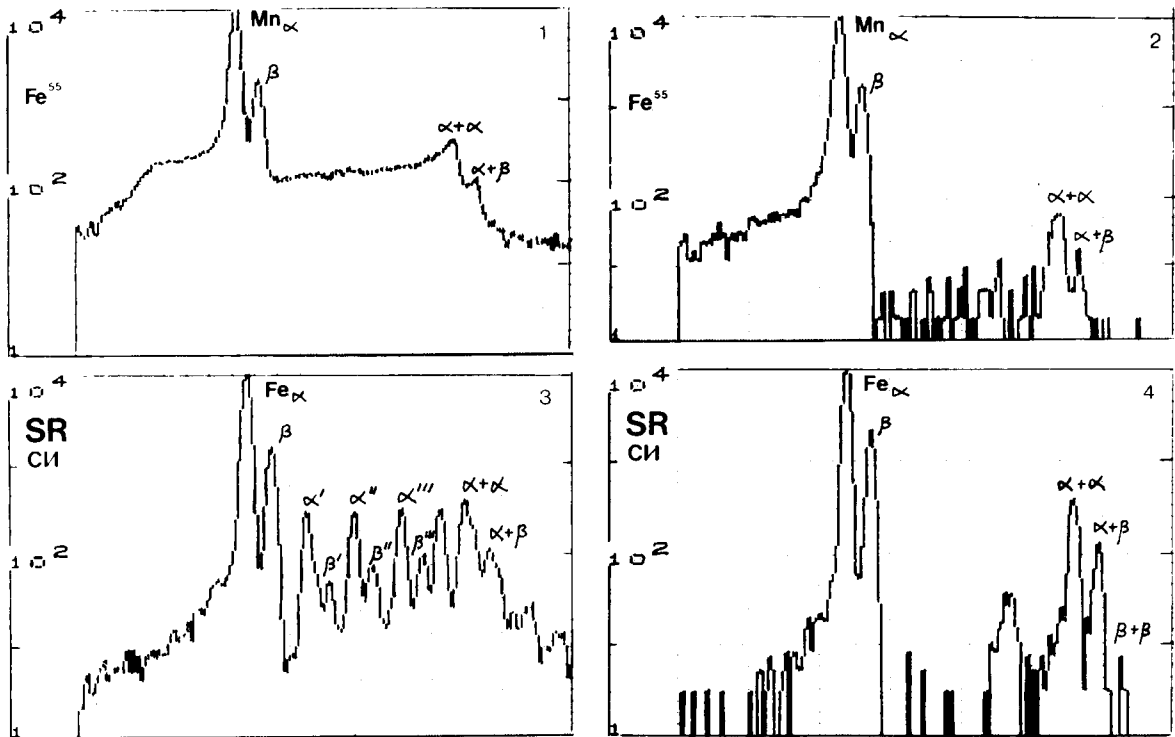 10⁴ Mn∝ 1
β
Fe⁵⁵
∝+∝
∝+β
10²
1
10⁴ Mn∝ 2
β
Fe⁵⁵
10²
∝+∝
∝+β
1
10⁴ Fe∝ 3
SR
СИ
β
∝' ∝" ∝"' ∝+∝
β' β" β"' ∝+β
10²
1
10⁴ Fe∝ 4
SR
СИ
β
∝+∝
∝+β
10²
β+β
1